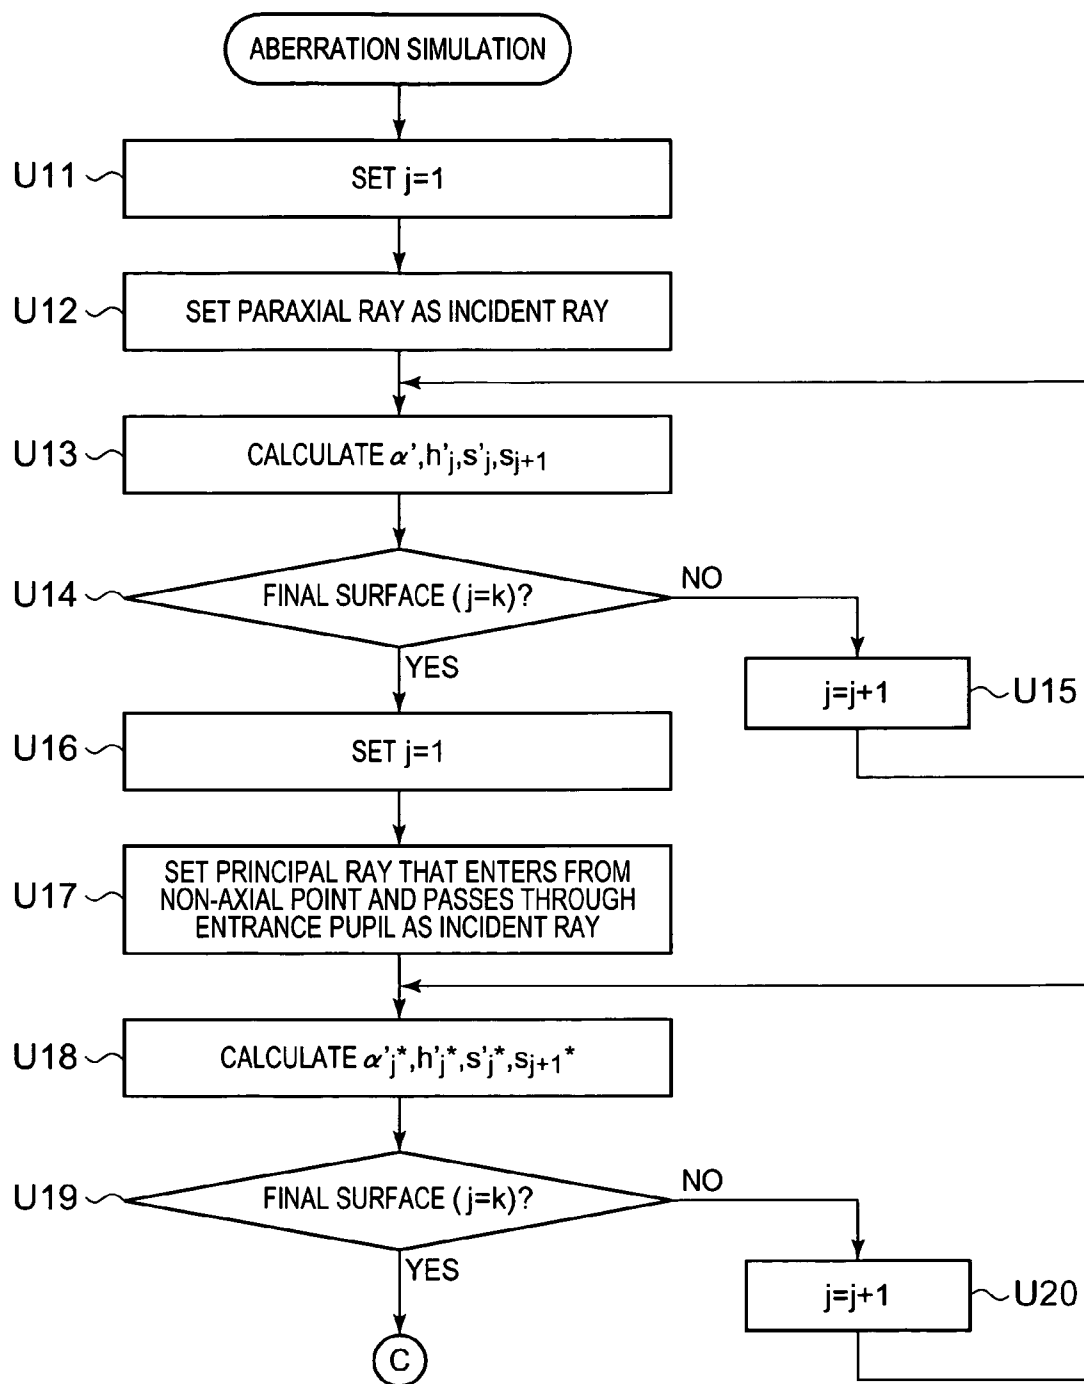 ABERRATION SIMULATION
U11
SET j=1
U12
SET PARAXIAL RAY AS INCIDENT RAY
U13
CALCULATE α',h'j,s'j,sj+1
U14
FINAL SURFACE (j=k)?
NO
YES
j=j+1
U15
U16
SET j=1
U17
SET PRINCIPAL RAY THAT ENTERS FROM
NON-AXIAL POINT AND PASSES THROUGH
ENTRANCE PUPIL AS INCIDENT RAY
U18
CALCULATE α'j*,h'j*,s'j*,sj+1*
U19
FINAL SURFACE (j=k)?
NO
YES
j=j+1
U20
C